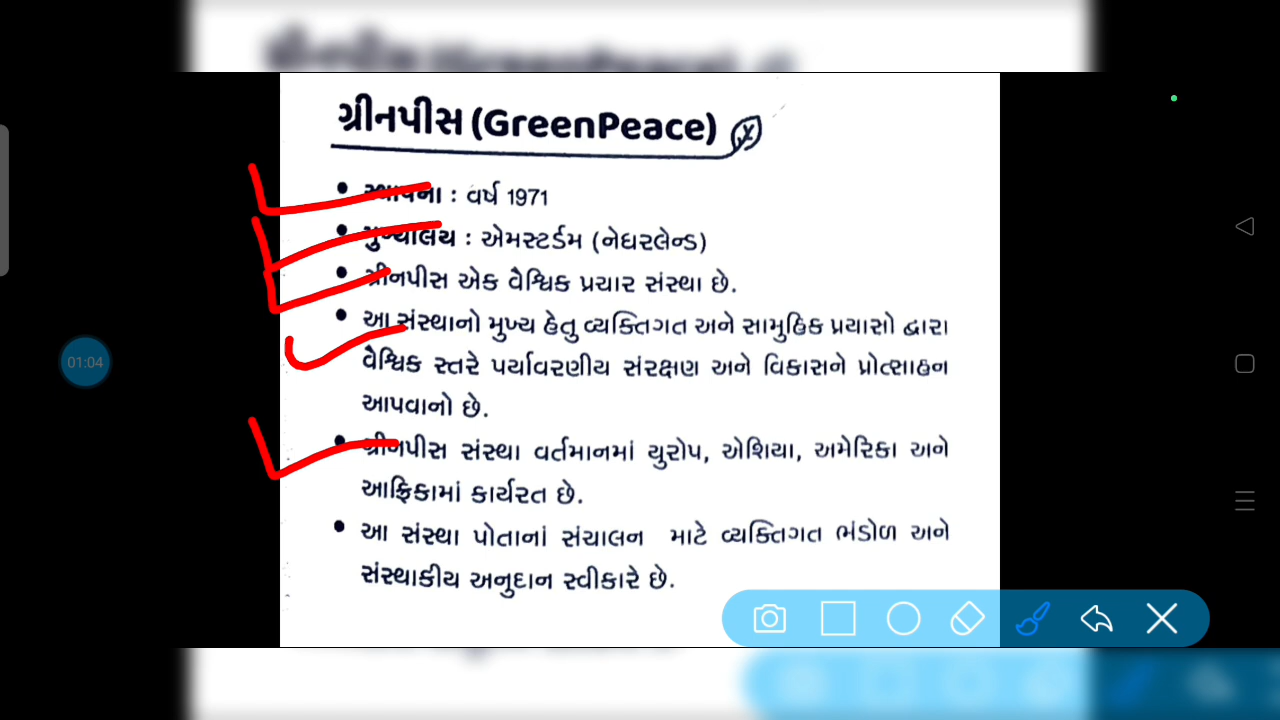 ગ્રીનપીસ (GreenPeace)
• સ્થાપના : વર્ષ 1971
• મુખ્યાલય : એમસ્ટર્ડમ (નેધરલેન્ડ)
• ગ્રીનપીસ એક વૈશ્વિક પ્રચાર સંસ્થા છે.
• આ સંસ્થાનો મુખ્ય હેતુ વ્યક્તિગત અને સામુહિક પ્રયાસો દ્વારા
વૈશ્વિક સ્તરે પર્યાવરણીય સંરક્ષણ અને વિકાસને પ્રોત્સાહન
આપવાનો છે.
• ગ્રીનપીસ સંસ્થા વર્તમાનમાં યુરોપ, એશિયા, અમેરિકા અને
આફ્રિકામાં કાર્યરત છે.
• આ સંસ્થા પોતાનાં સંચાલન માટે વ્યક્તિગત ભંડોળ અને
સંસ્થાકીય અનુદાન સ્વીકારે છે.
01:04